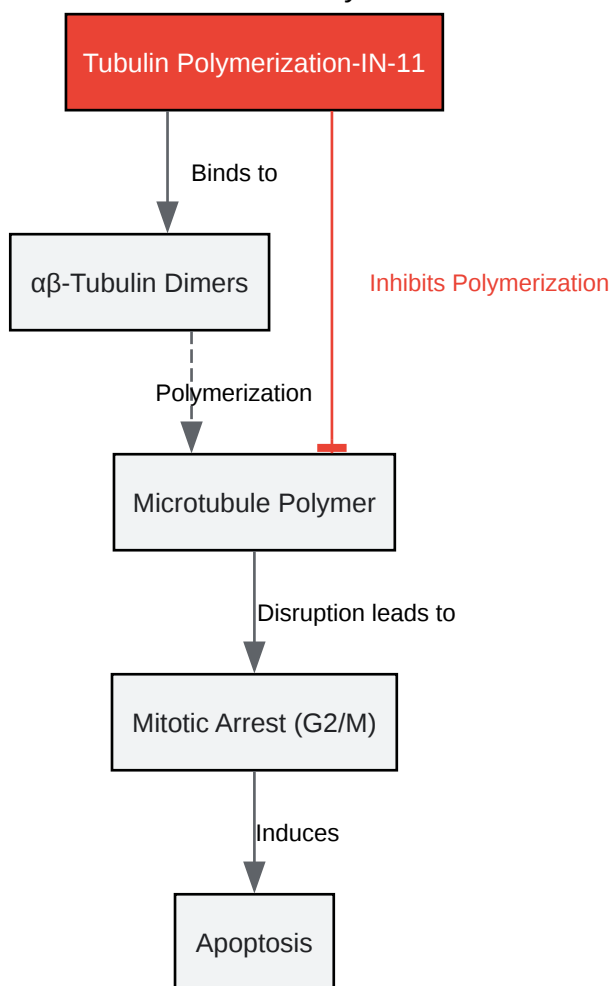 Tubulin Polymerization-IN-11
Binds to
αβ-Tubulin Dimers
Inhibits Polymerization
Polymerization
Microtubule Polymer
Disruption leads to
Mitotic Arrest (G2/M)
Induces
Apoptosis